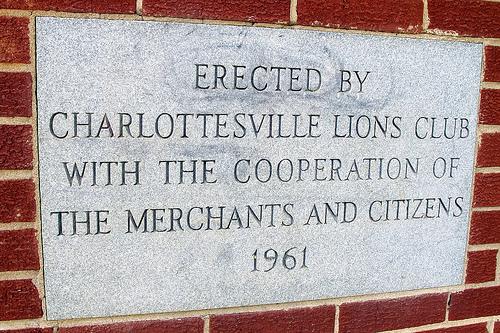 ERECTED BY
CHARLOTTESVILLE LIONS CLUB
WITH THE COOPERATION OF
THE MERCHANTS AND CITIZENS
1961